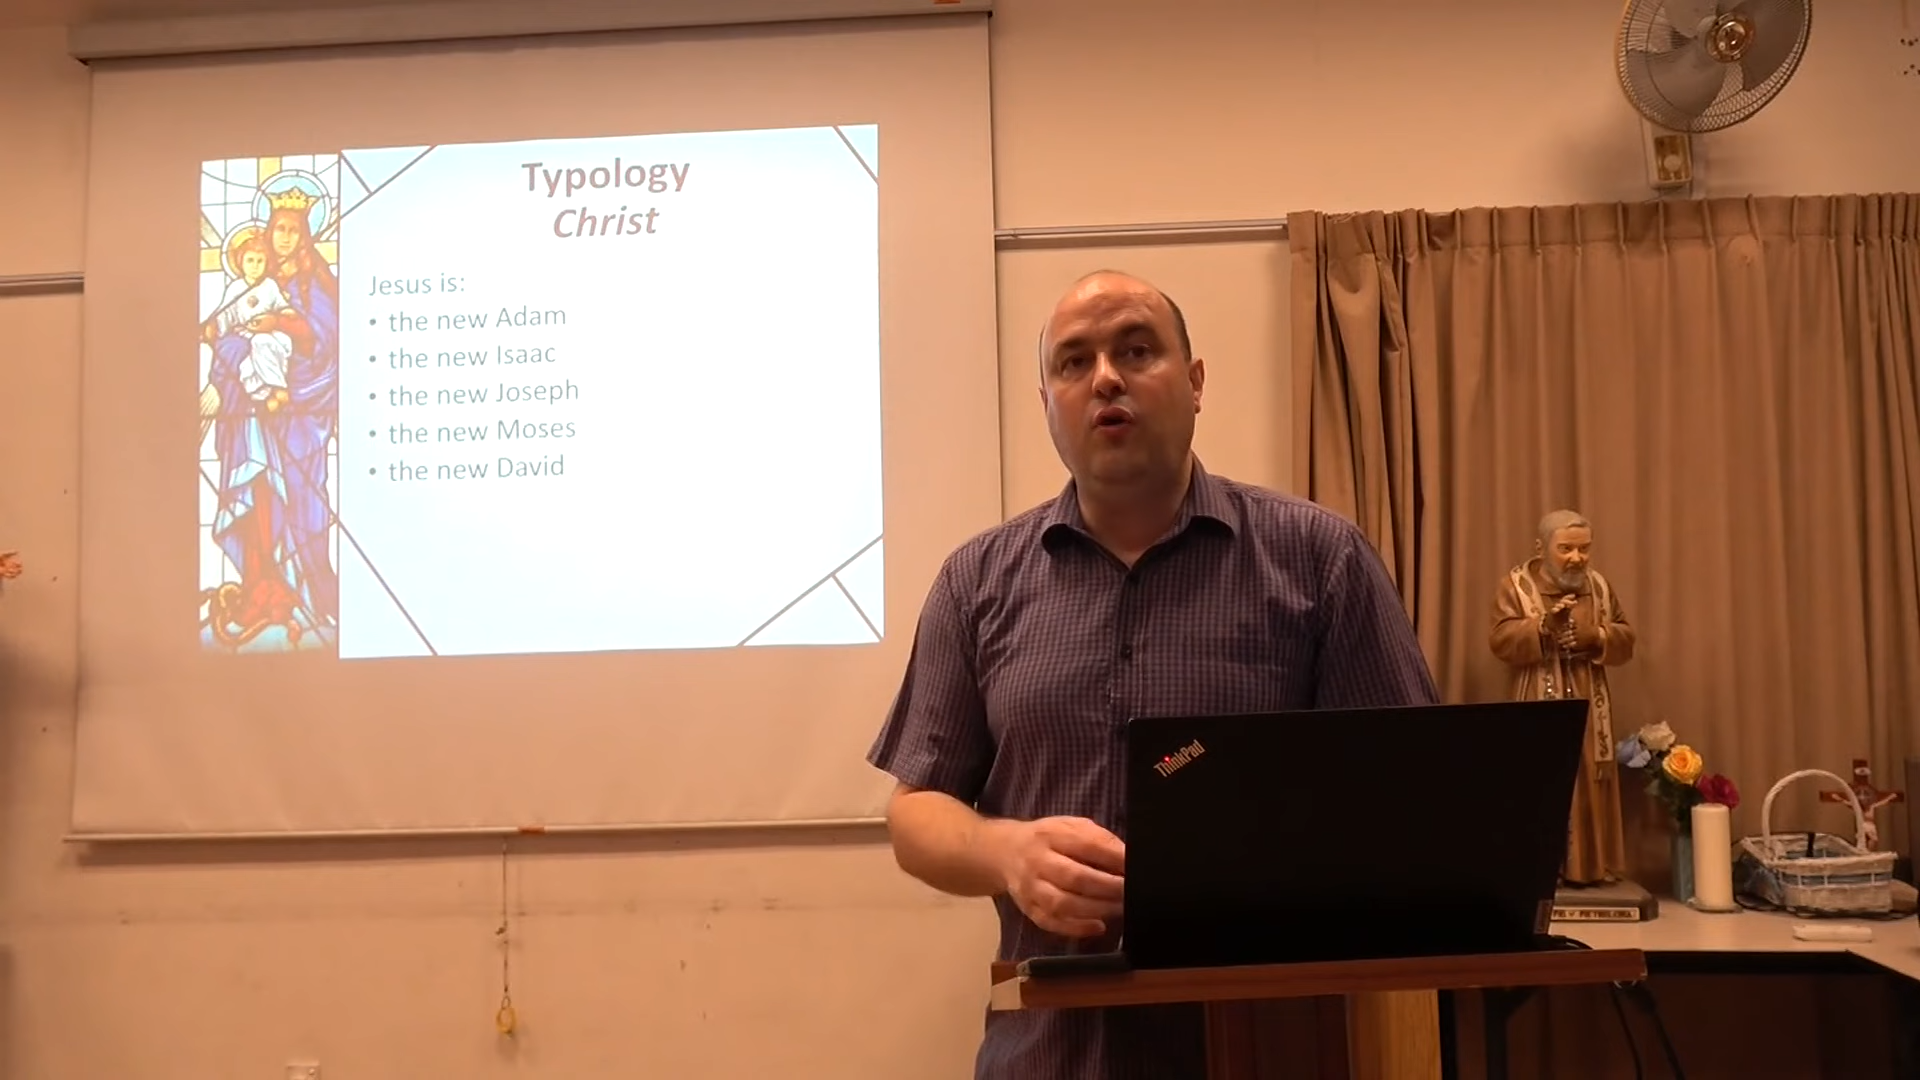 Typology
Christ
Jesus is:
• the new Adam
• the new Isaac
• the new Joseph
• the new Moses
• the new David
ThinkPad